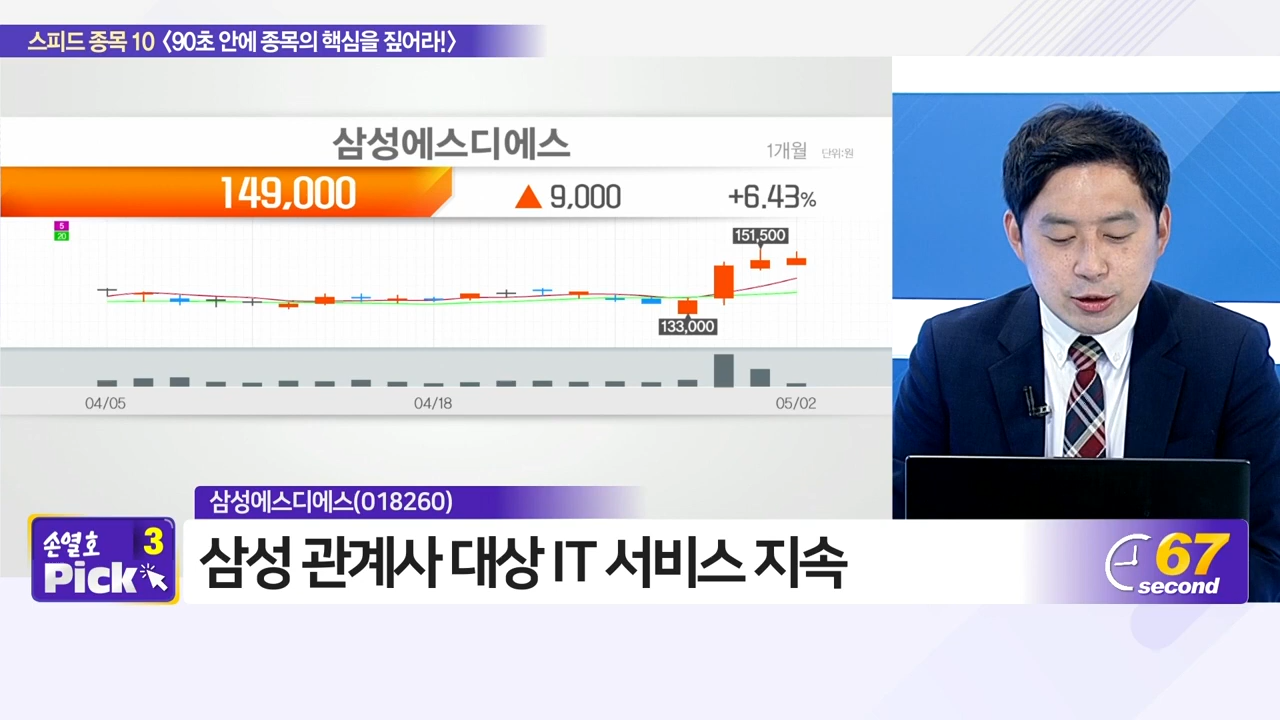 스피드 종목 10 〈90초 안에 종목의 핵심을 짚어라!〉
삼성에스디에스
1개월 단위:원
149,000 ▲ 9,000 +6.43%
5
20
151,500
133,000
04/05 04/18 05/02
삼성에스디에스(018260)
손열호 Pick 3
삼성 관계사 대상 IT 서비스 지속
67 second